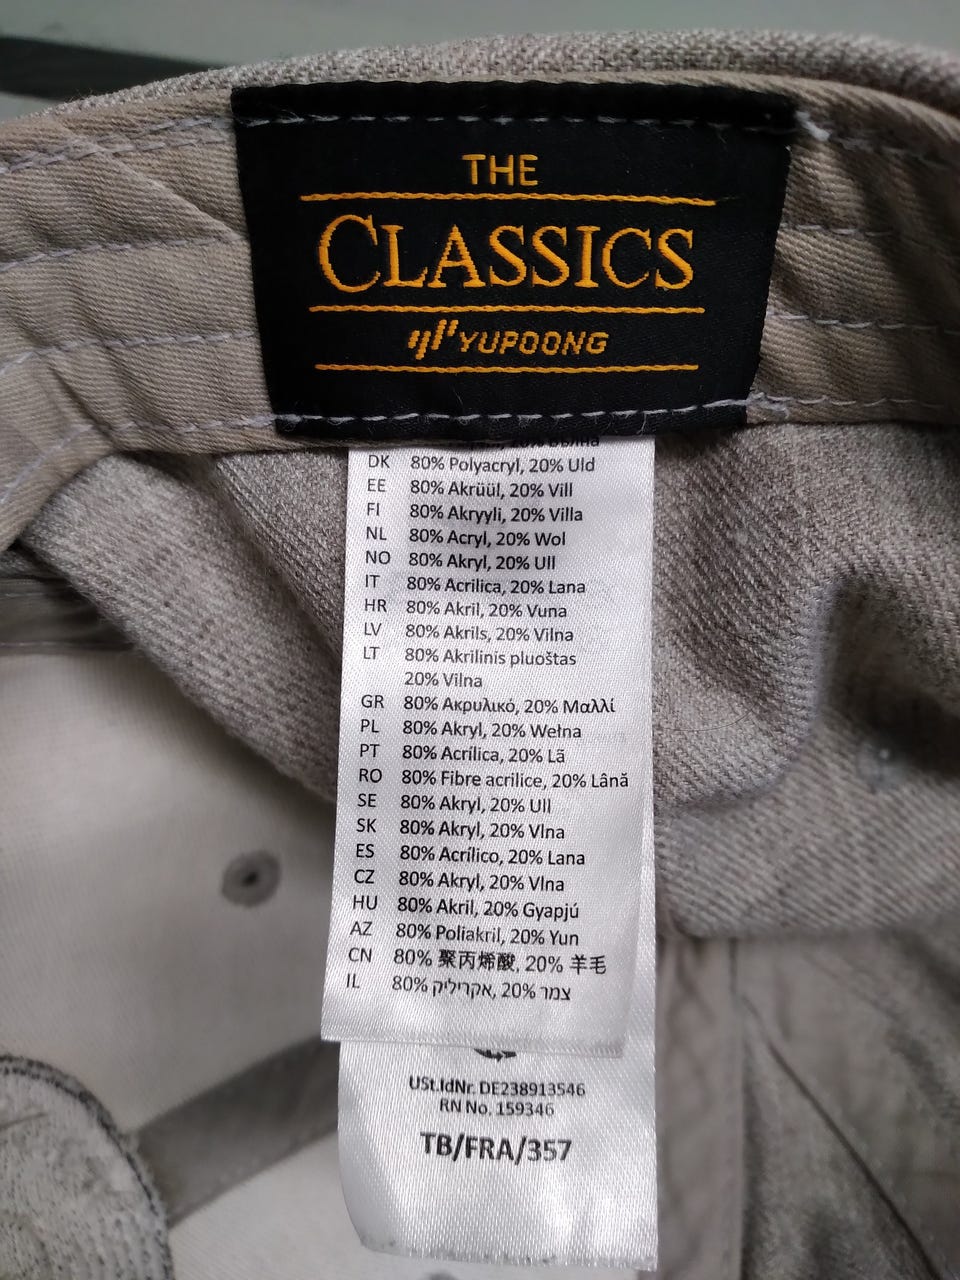 THE
CLASSICS
YUPOONG
DK 80% Polyacryl, 20% Uld
EE 80% Akrüül, 20% Vill
FI 80% Akryyli, 20% Villa
NL 80% Acryl, 20% Wol
NO 80% Akryl, 20% Ull
IT 80% Acrilica, 20% Lana
HR 80% Akril, 20% Vuna
LV 80% Akrils, 20% Vilna
LT 80% Akrilinis pluoštas
20% Vilna
GR 80% Ακρυλικό, 20% Μαλλί
PL 80% Akryl, 20% Wełna
PT 80% Acrílica, 20% Lã
RO 80% Fibre acrilice, 20% Lână
SE 80% Akryl, 20% Ull
SK 80% Akryl, 20% Vlna
ES 80% Acrílico, 20% Lana
CZ 80% Akryl, 20% Vlna
HU 80% Akril, 20% Gyapjú
AZ 80% Poliakril, 20% Yun
CN 80% 聚丙烯酸, 20% 羊毛
IL 80% אקריליק, 20% צמר
USt.IdNr. DE238913546
RN No. 159346
TB/FRA/357